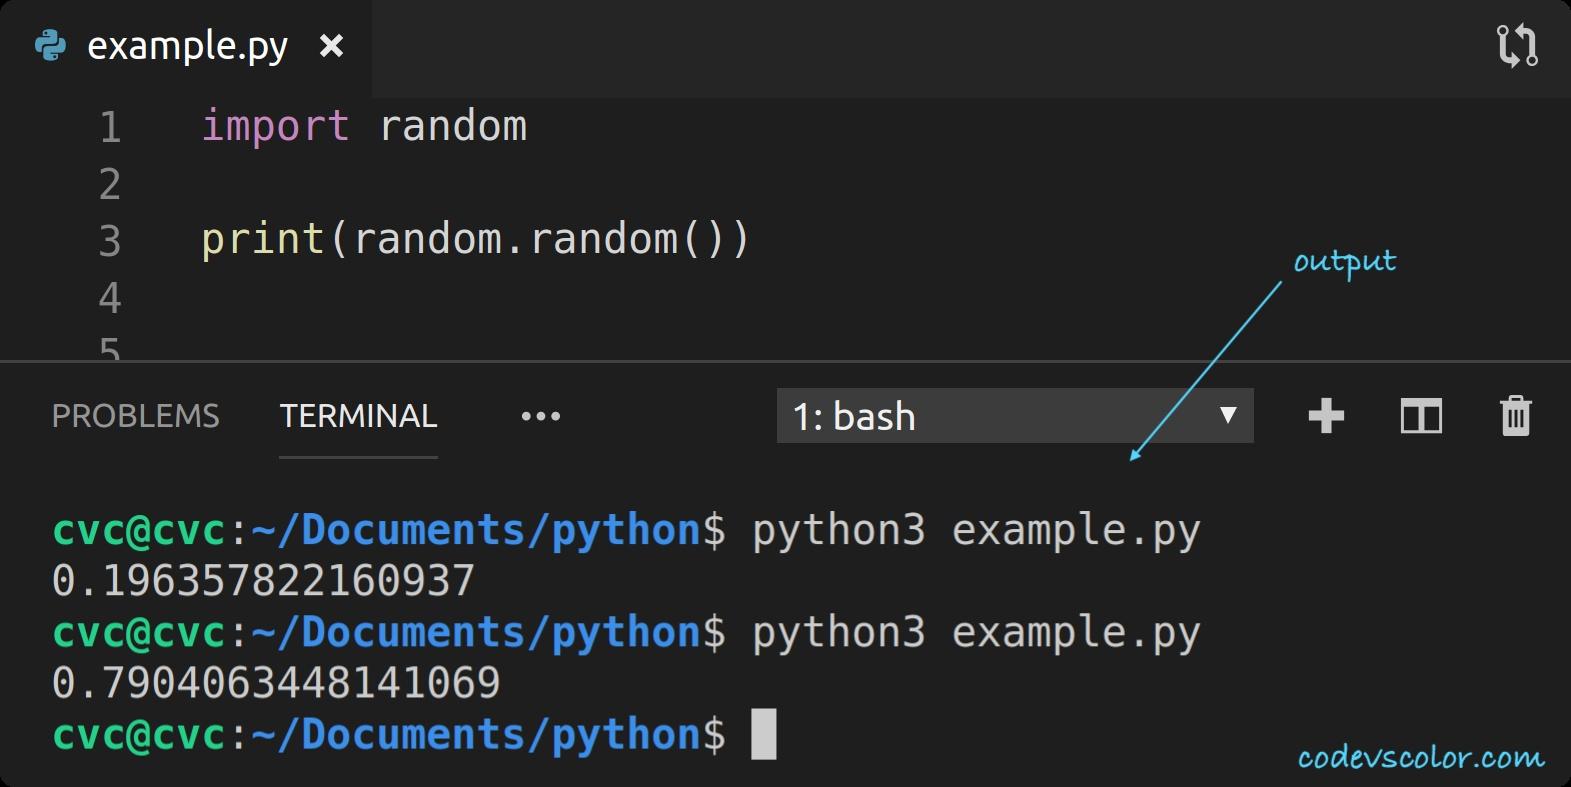 example.py ×
1 import random
2
3 print(random.random())
output
4
5
PROBLEMS TERMINAL ••• 1: bash
cvc@cvc:~/Documents/python$ python3 example.py
0.196357822160937
cvc@cvc:~/Documents/python$ python3 example.py
0.7904063448141069
cvc@cvc:~/Documents/python$
codevscolor.com